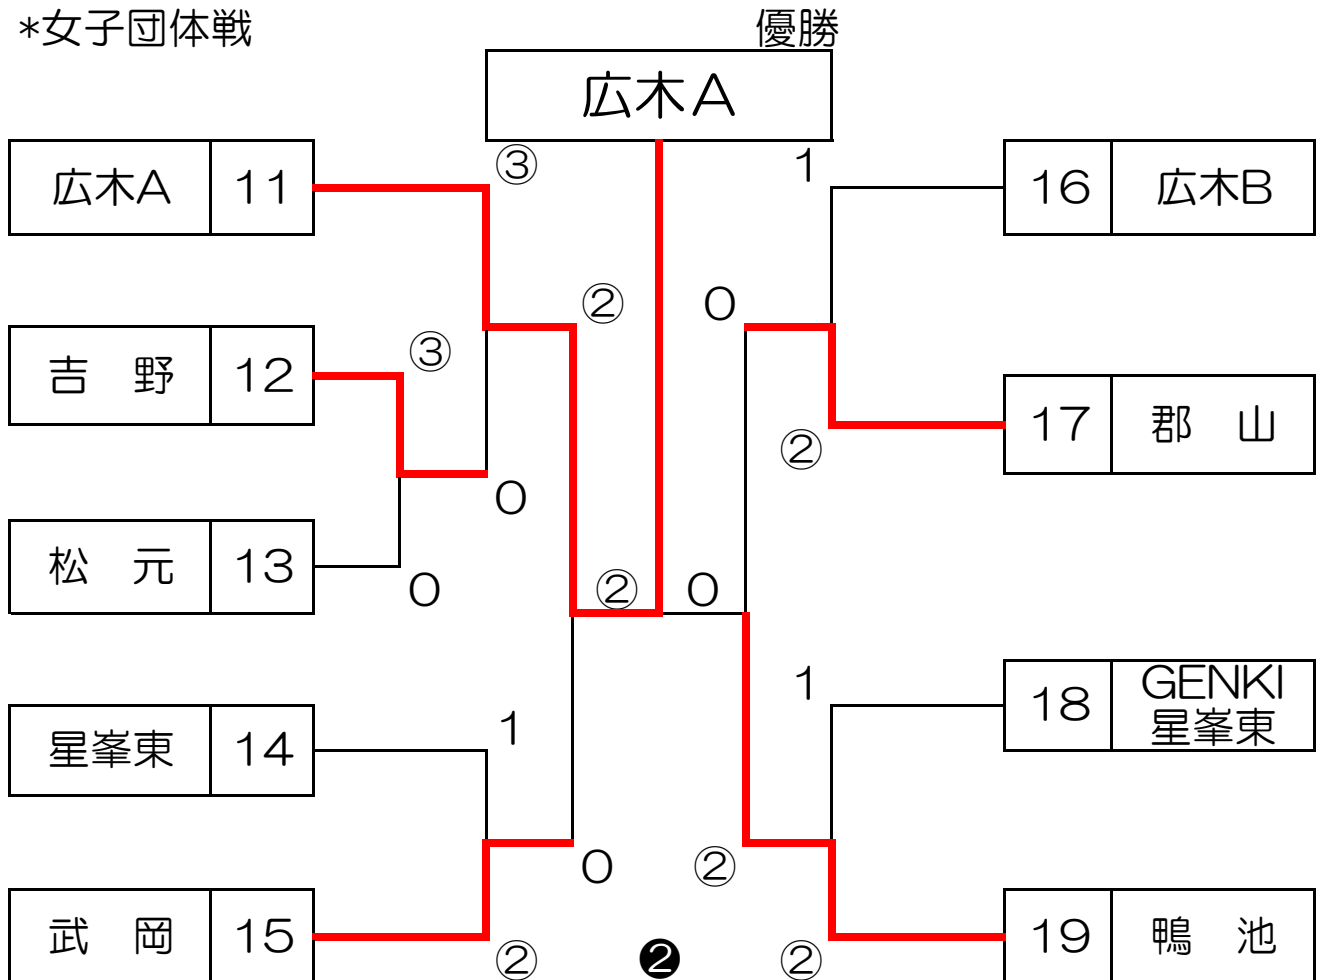 *女子団体戦
優勝
広木A
③
1
広木A 11
16 広木B
②
0
③
吉 野 12
17 郡 山
②
0
松 元 13
0
②
0
1
GENKI
18
星峯東
1
星峯東 14
0
②
武 岡 15
19 鴨 池
②
❷
②